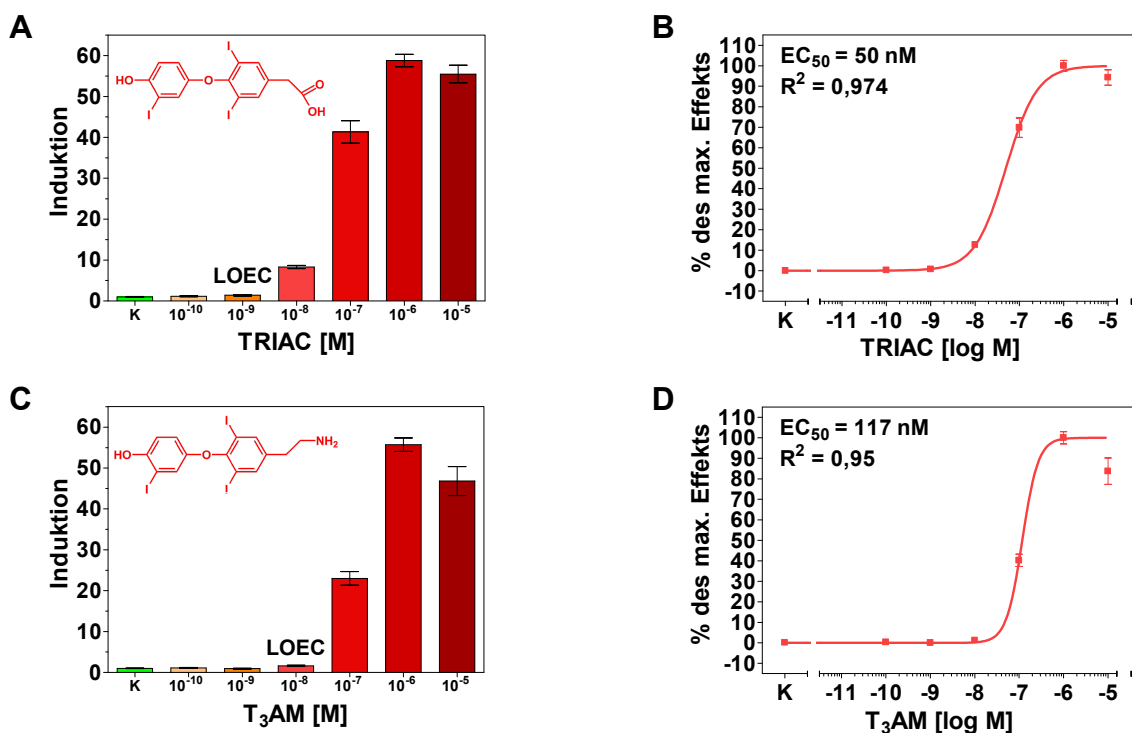 A
Induktion
60
50
40
30
20
10
0
HO
I
O
I
I
O
OH
LOEC
K
10⁻¹⁰
10⁻⁹
10⁻⁸
10⁻⁷
10⁻⁶
10⁻⁵
TRIAC [M]
B
% des max. Effekts
110
100
90
80
70
60
50
40
30
20
10
0
-10
EC₅₀ = 50 nM
R² = 0,974
K
-11
-10
-9
-8
-7
-6
-5
TRIAC [log M]
C
Induktion
60
50
40
30
20
10
0
HO
I
O
I
I
NH₂
LOEC
K
10⁻¹⁰
10⁻⁹
10⁻⁸
10⁻⁷
10⁻⁶
10⁻⁵
T₃AM [M]
D
% des max. Effekts
110
100
90
80
70
60
50
40
30
20
10
0
-10
EC₅₀ = 117 nM
R² = 0,95
K
-11
-10
-9
-8
-7
-6
-5
T₃AM [log M]